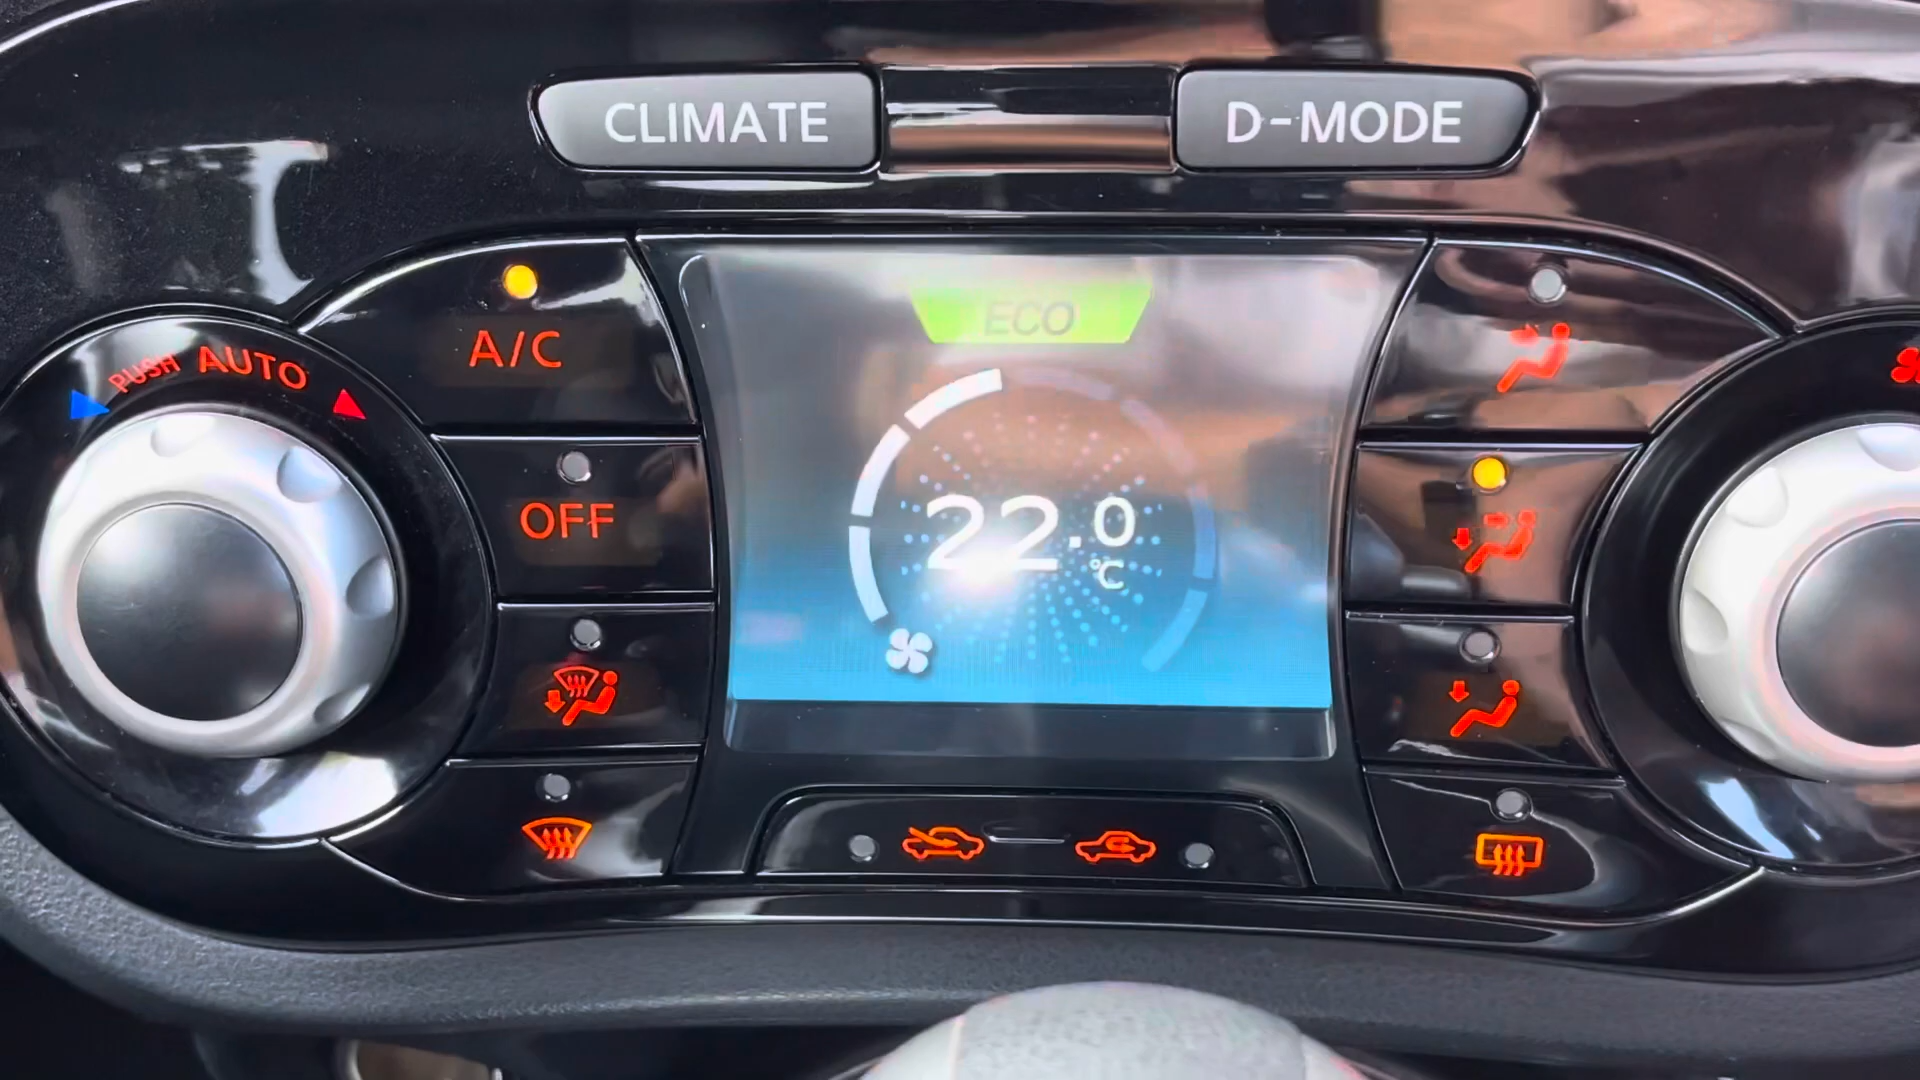 CLIMATE
D-MODE
ECO
PUSH AUTO
A/C
OFF
22.0
°C